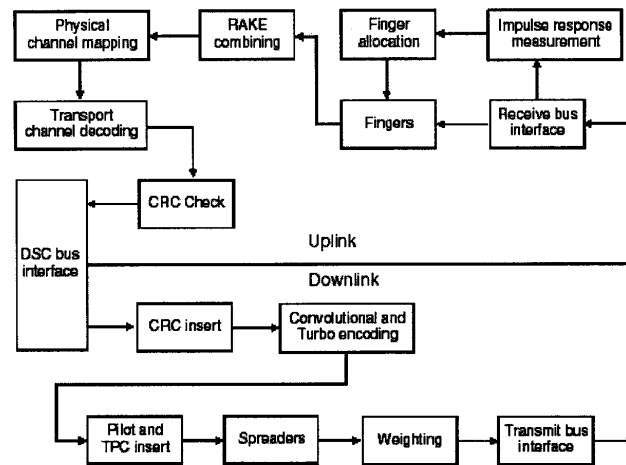 Physical
channel mapping
RAKE
combining
Finger
allocation
Impulse response
measurement
Transport
channel decoding
Fingers
Receive bus
interface
CRC Check
DSC bus
interface
Uplink
Downlink
CRC insert
Convolutional and
Turbo encoding
Pilot and
TPC insert
Spreaders
Weighting
Transmit bus
interface